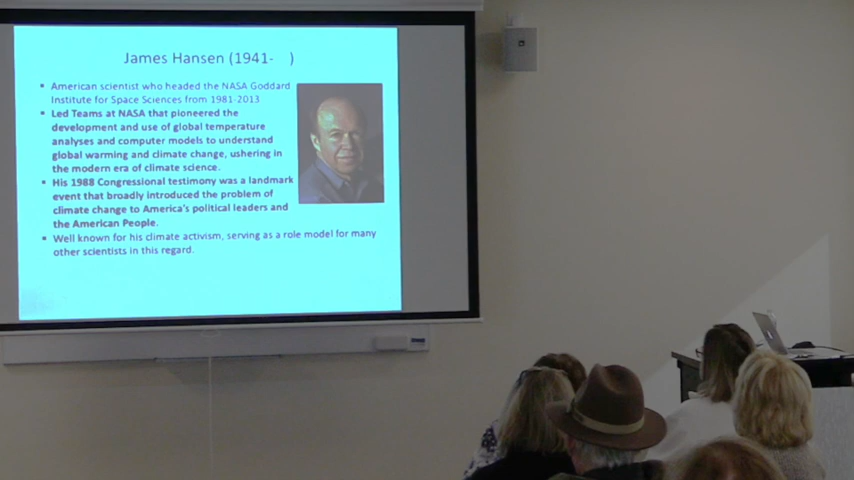 James Hansen (1941-   )
• American scientist who headed the NASA Goddard
Institute for Space Sciences from 1981-2013
• Led Teams at NASA that pioneered the
development and use of global temperature
analyses and computer models to understand
global warming and climate change, ushering in
the modern era of climate science.
• His 1988 Congressional testimony was a landmark
event that broadly introduced the problem of
climate change to America's political leaders and
the American People.
• Well known for his climate activism, serving as a role model for many
other scientists in this regard.